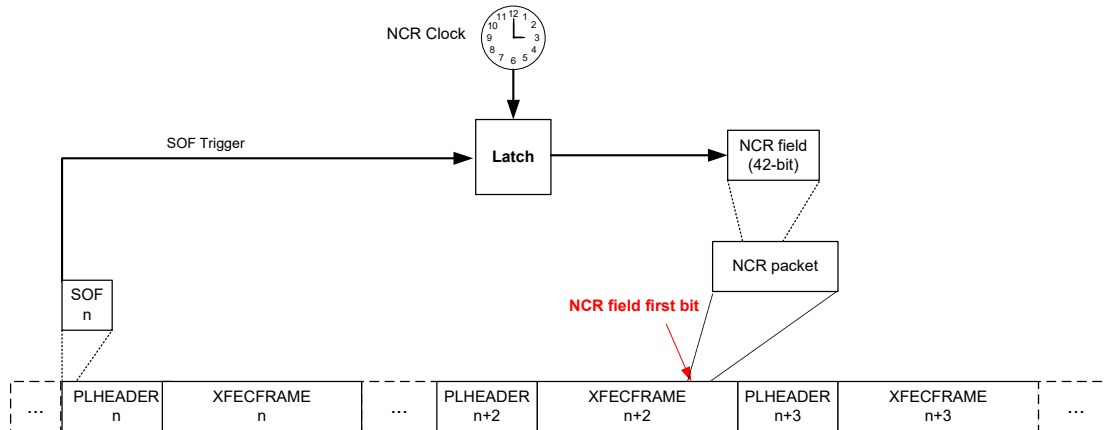 NCR Clock
12
11 1
10 2
9 3
8 4
7 5
6
SOF Trigger
Latch
NCR field
(42-bit)
NCR packet
SOF
n
NCR field first bit
...
PLHEADER
n
XFECFRAME
n
...
PLHEADER
n+2
XFECFRAME
n+2
PLHEADER
n+3
XFECFRAME
n+3
...